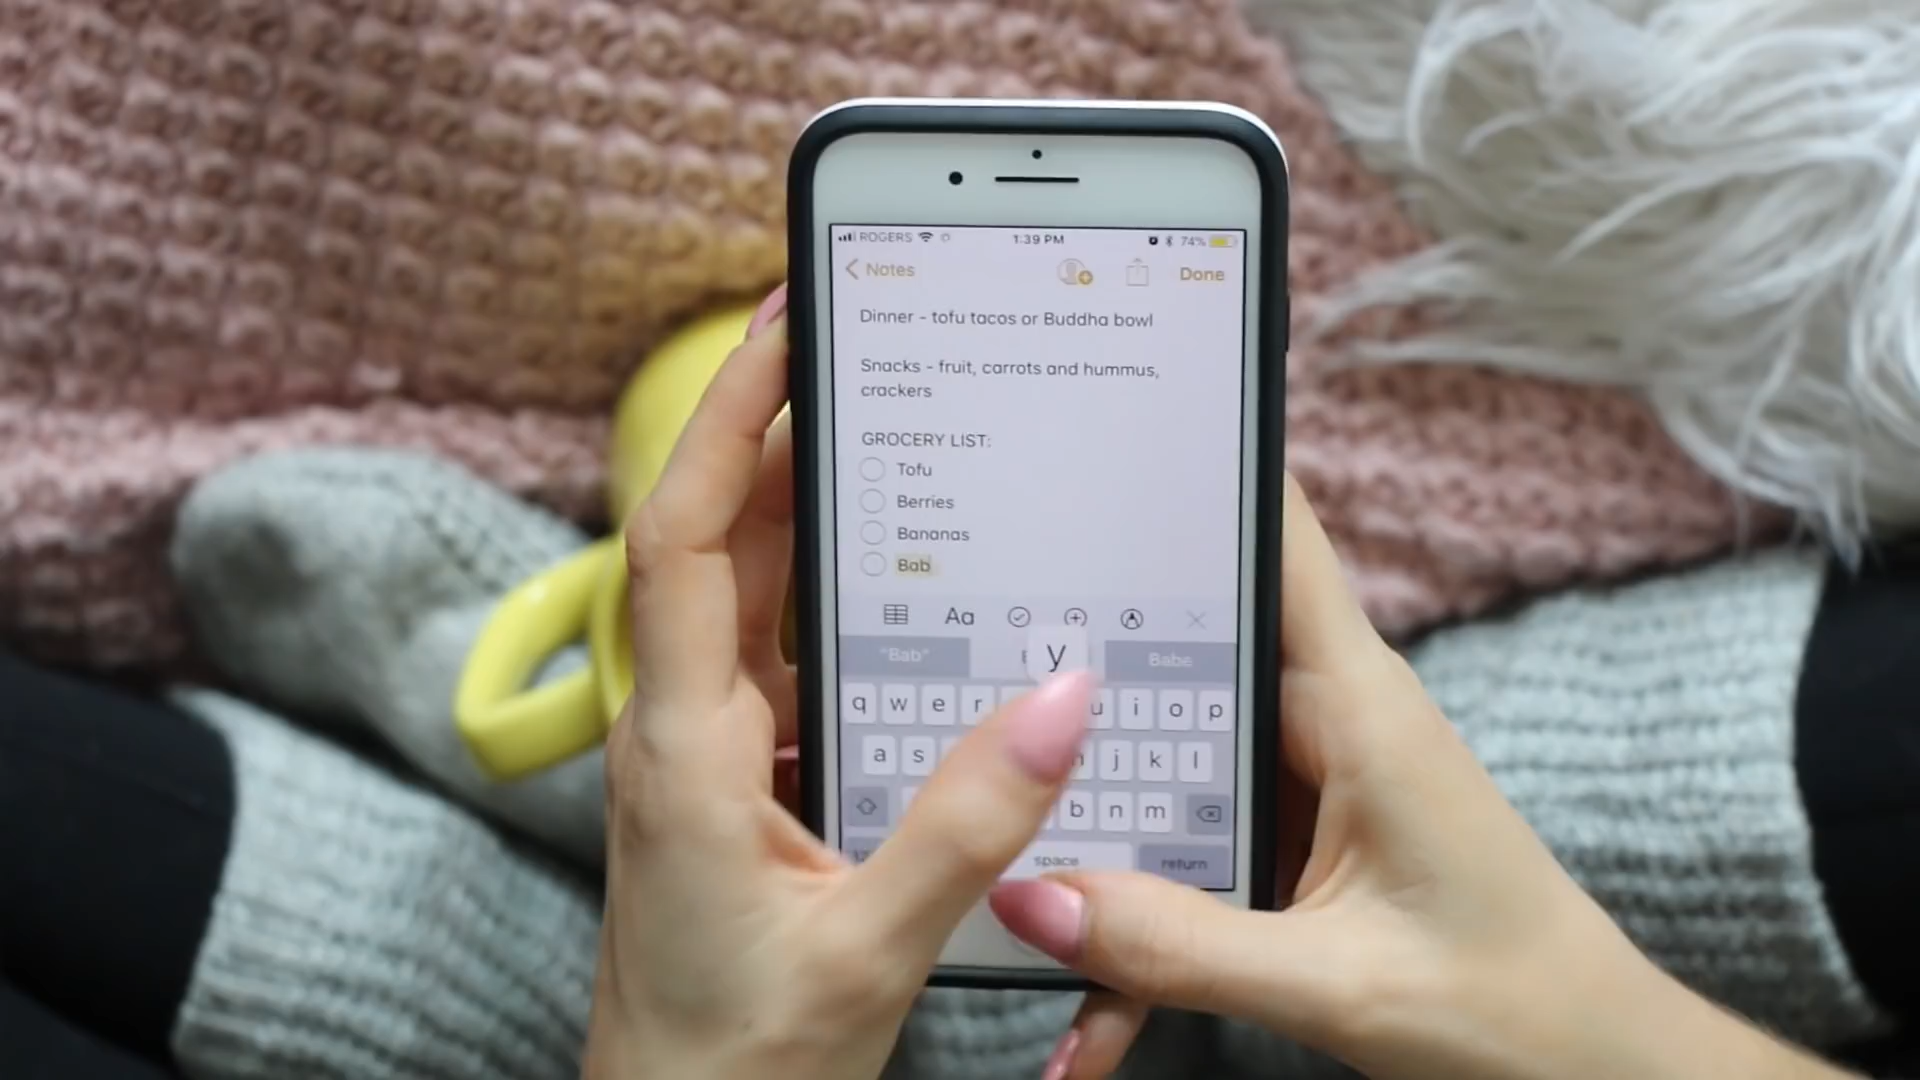 ROGERS 1:39 PM 74%
Notes Done
Dinner - tofu tacos or Buddha bowl
Snacks - fruit, carrots and hummus,
crackers
GROCERY LIST:
Tofu
Berries
Bananas
Bab
Aa
"Bab" y Babe
q w e r u i o p
a s j k l
b n m
space return